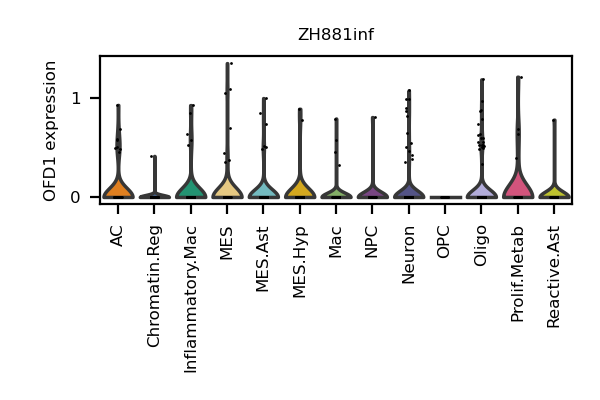 ZH881inf
OFD1 expression
1
0
AC
Chromatin.Reg
Inflammatory.Mac
MES
MES.Ast
MES.Hyp
Mac
NPC
Neuron
OPC
Oligo
Prolif.Metab
Reactive.Ast